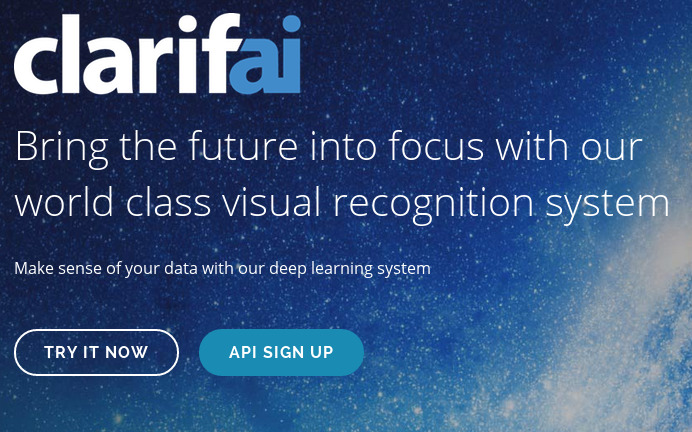 clarifai
Bring the future into focus with our
world class visual recognition system
Make sense of your data with our deep learning system
TRY IT NOW
API SIGN UP